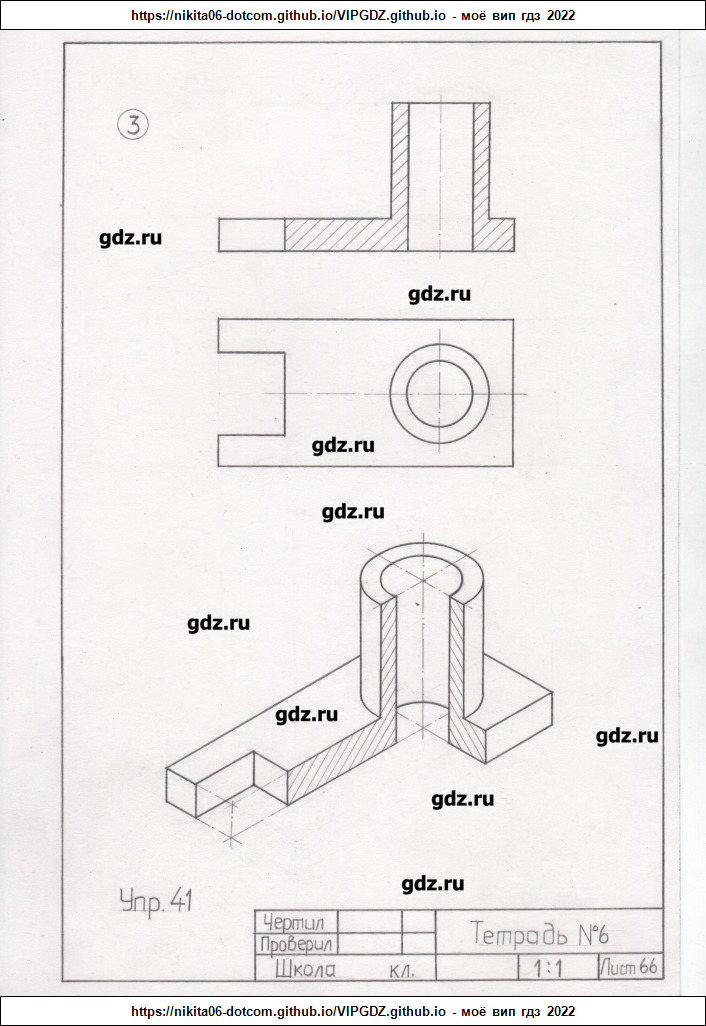 https://nikita06-dotcom.github.io/VIPGDZ.github.io - моё вип гдз 2022
3
gdz.ru
gdz.ru
gdz.ru
gdz.ru
gdz.ru
gdz.ru
gdz.ru
gdz.ru
gdz.ru
Упр. 41
Чертил
Проверил
Тетрадь №6
Школа кл. 1:1 Лист 66
https://nikita06-dotcom.github.io/VIPGDZ.github.io - моё вип гдз 2022